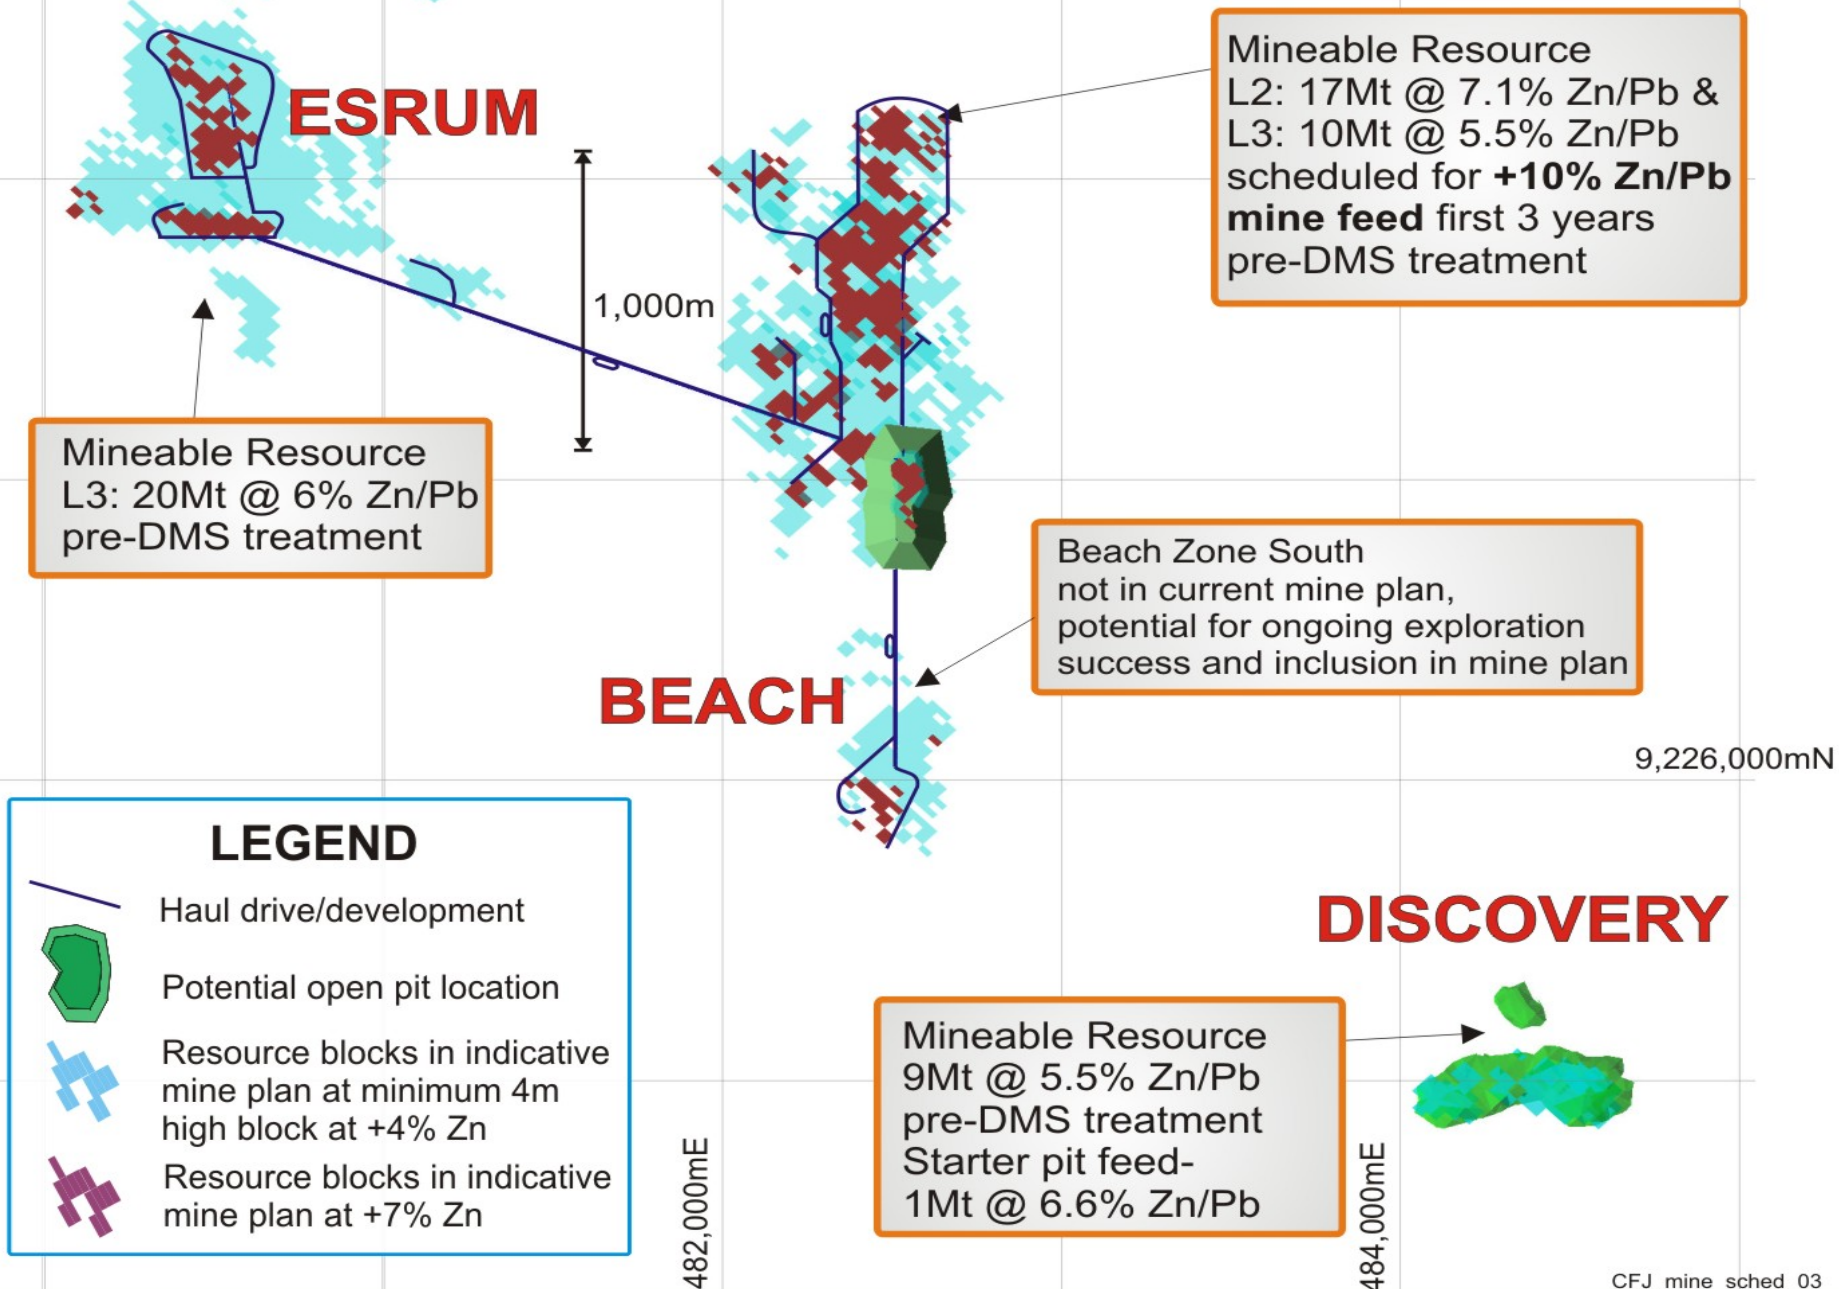 ESRUM
Mineable Resource
L2: 17Mt @ 7.1% Zn/Pb &
L3: 10Mt @ 5.5% Zn/Pb
scheduled for +10% Zn/Pb
mine feed first 3 years
pre-DMS treatment
1,000m
Mineable Resource
L3: 20Mt @ 6% Zn/Pb
pre-DMS treatment
Beach Zone South
not in current mine plan,
potential for ongoing exploration
success and inclusion in mine plan
BEACH
9,226,000mN
LEGEND
Haul drive/development
Potential open pit location
Resource blocks in indicative
mine plan at minimum 4m
high block at +4% Zn
Resource blocks in indicative
mine plan at +7% Zn
DISCOVERY
Mineable Resource
9Mt @ 5.5% Zn/Pb
pre-DMS treatment
Starter pit feed-
1Mt @ 6.6% Zn/Pb
482,000mE
484,000mE
CFJ_mine_sched_03